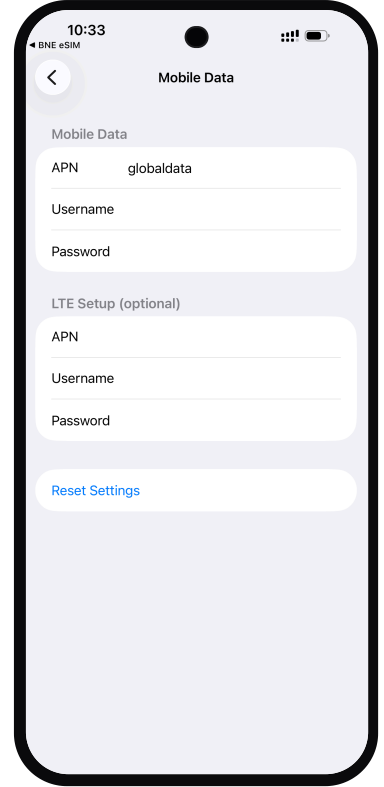 10:33
◀ BNE eSIM
Mobile Data
Mobile Data
APN globaldata
Username
Password
LTE Setup (optional)
APN
Username
Password
Reset Settings